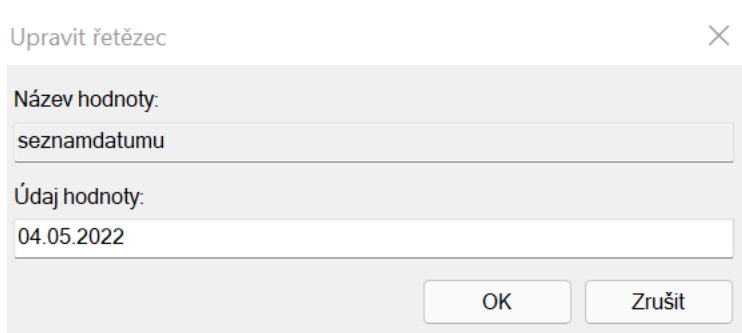 Upravit řetězec
Název hodnoty:
seznamdatumu
Údaj hodnoty:
04.05.2022
OK Zrušit